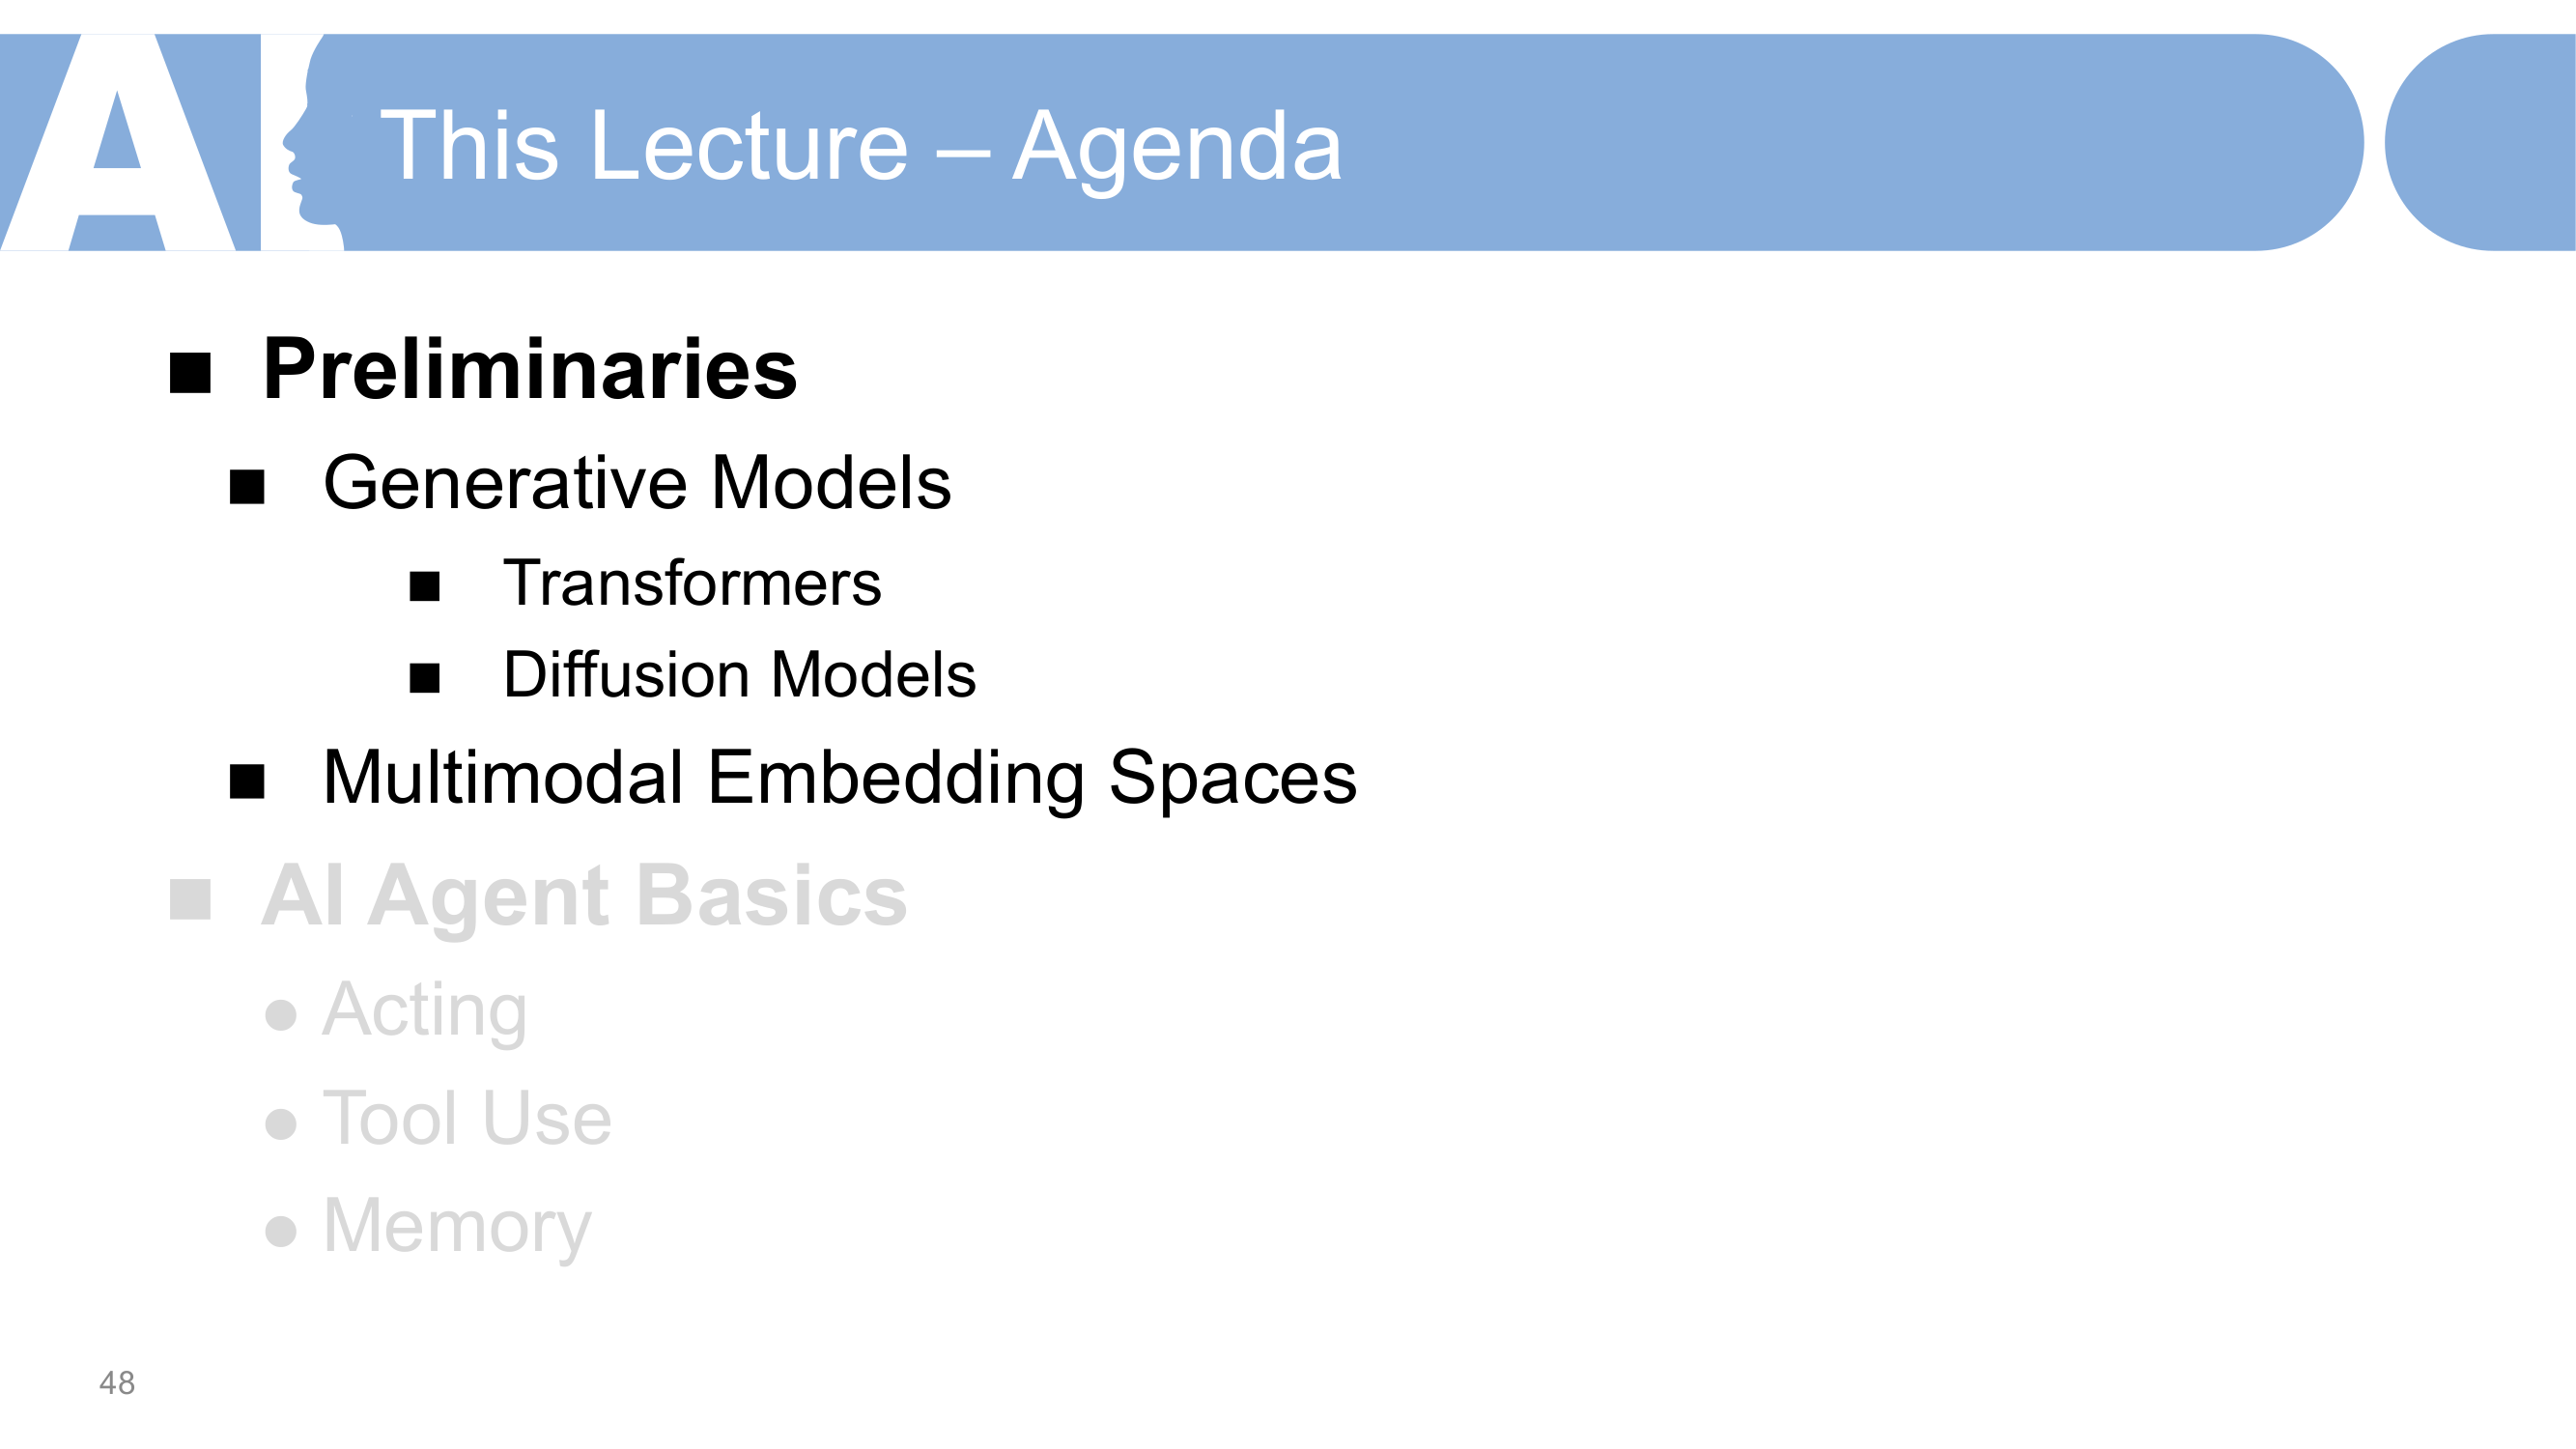 AI
This Lecture – Agenda
Preliminaries
Generative Models
Transformers
Diffusion Models
Multimodal Embedding Spaces
AI Agent Basics
Acting
Tool Use
Memory
48